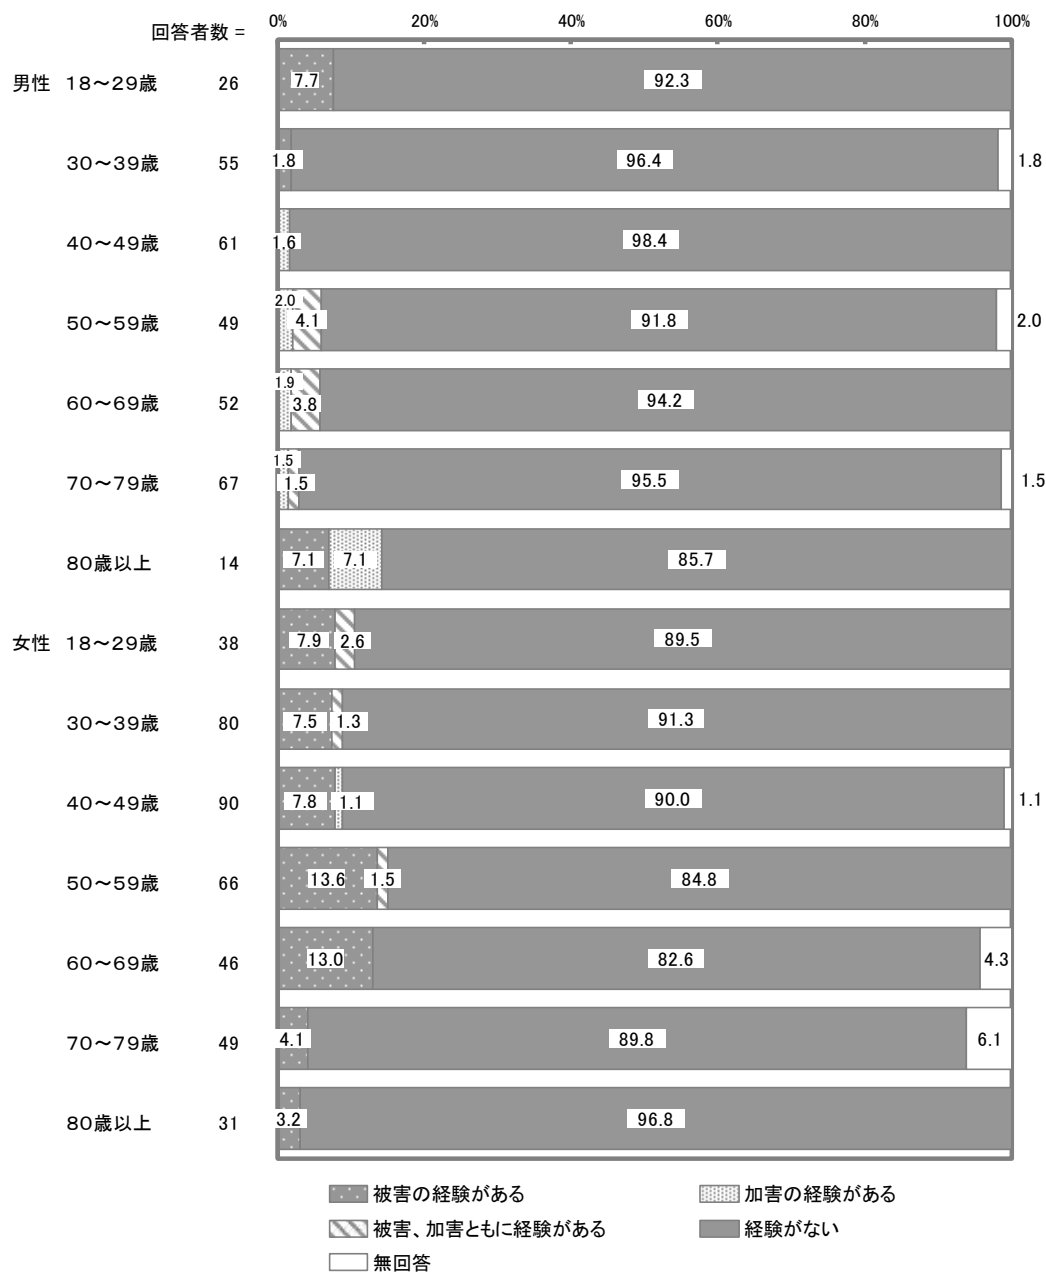 0% 20% 40% 60% 80% 100%
回答者数 =
男性 18～29歳 26 7.7 92.3
30～39歳 55 1.8 96.4 1.8
40～49歳 61 1.6 98.4
50～59歳 49 2.0 4.1 91.8 2.0
60～69歳 52 1.9 3.8 94.2
70～79歳 67 1.5 1.5 95.5 1.5
80歳以上 14 7.1 7.1 85.7
女性 18～29歳 38 7.9 2.6 89.5
30～39歳 80 7.5 1.3 91.3
40～49歳 90 7.8 1.1 90.0 1.1
50～59歳 66 13.6 1.5 84.8
60～69歳 46 13.0 82.6 4.3
70～79歳 49 4.1 89.8 6.1
80歳以上 31 3.2 96.8
被害の経験がある 加害の経験がある
被害、加害ともに経験がある 経験がない
無回答